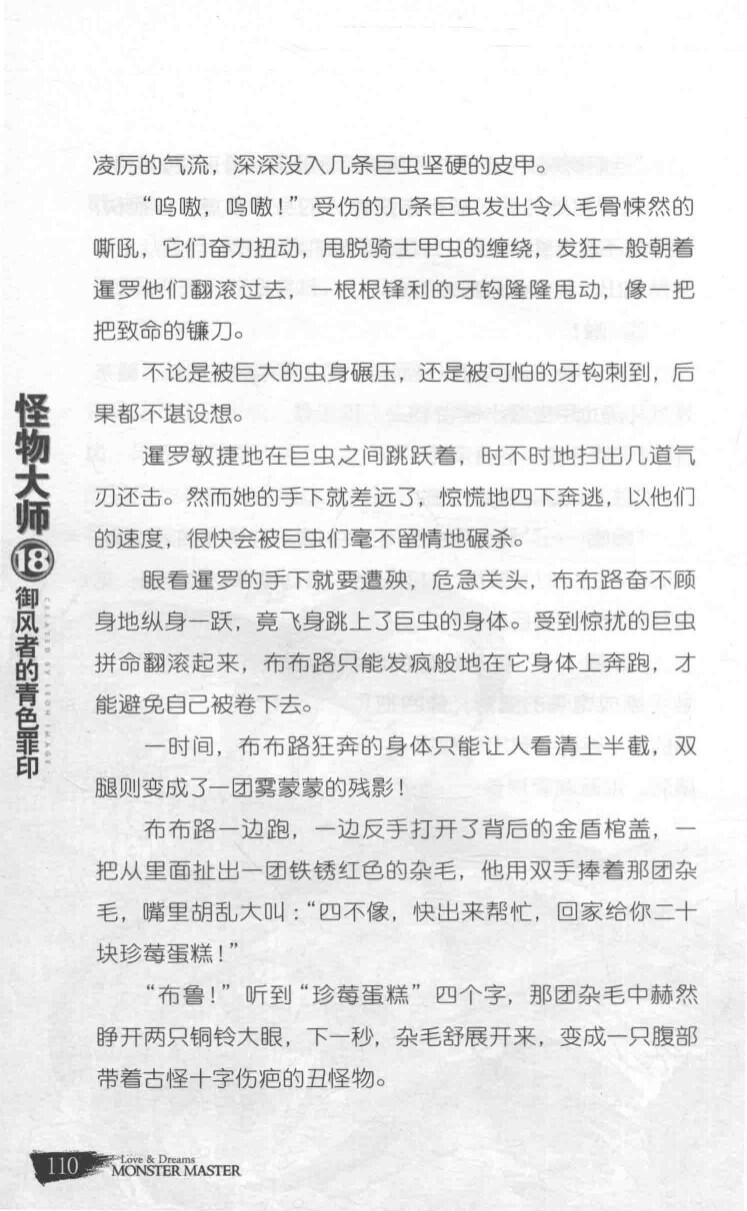 凌厉的气流，深深没入几条巨虫坚硬的皮甲。
“呜嗷，呜嗷！”受伤的几条巨虫发出令人毛骨悚然的
嘶吼，它们奋力扭动，甩脱骑士甲虫的缠绕，发狂一般朝着
暹罗他们翻滚过去，一根根锋利的牙钩隆隆甩动，像一把
把致命的镰刀。
不论是被巨大的虫身碾压，还是被可怕的牙钩刺到，后
果都不堪设想。
暹罗敏捷地在巨虫之间跳跃着，时不时地扫出几道气
刃还击。然而她的手下就差远了，惊慌地四下奔逃，以他们
的速度，很快会被巨虫们毫不留情地碾杀。
眼看暹罗的手下就要遭殃，危急关头，布布路奋不顾
身地纵身一跃，竟飞身跳上了巨虫的身体。受到惊扰的巨虫
拼命翻滚起来，布布路只能发疯般地在它身体上奔跑，才
能避免自己被卷下去。
一时间，布布路狂奔的身体只能让人看清上半截，双
腿则变成了一团雾蒙蒙的残影！
布布路一边跑，一边反手打开了背后的金盾棺盖，一
把从里面扯出一团铁锈红色的杂毛，他用双手捧着那团杂
毛，嘴里胡乱大叫：“四不像，快出来帮忙，回家给你二十
块珍莓蛋糕！”
“布鲁！”听到“珍莓蛋糕”四个字，那团杂毛中赫然
睁开两只铜铃大眼，下一秒，杂毛舒展开来，变成一只腹部
带着古怪十字伤疤的丑怪物。
怪物大师18
御风者的青色罪印
CREATED BY LEON IMAGE
110
Love & Dreams
MONSTER MASTER